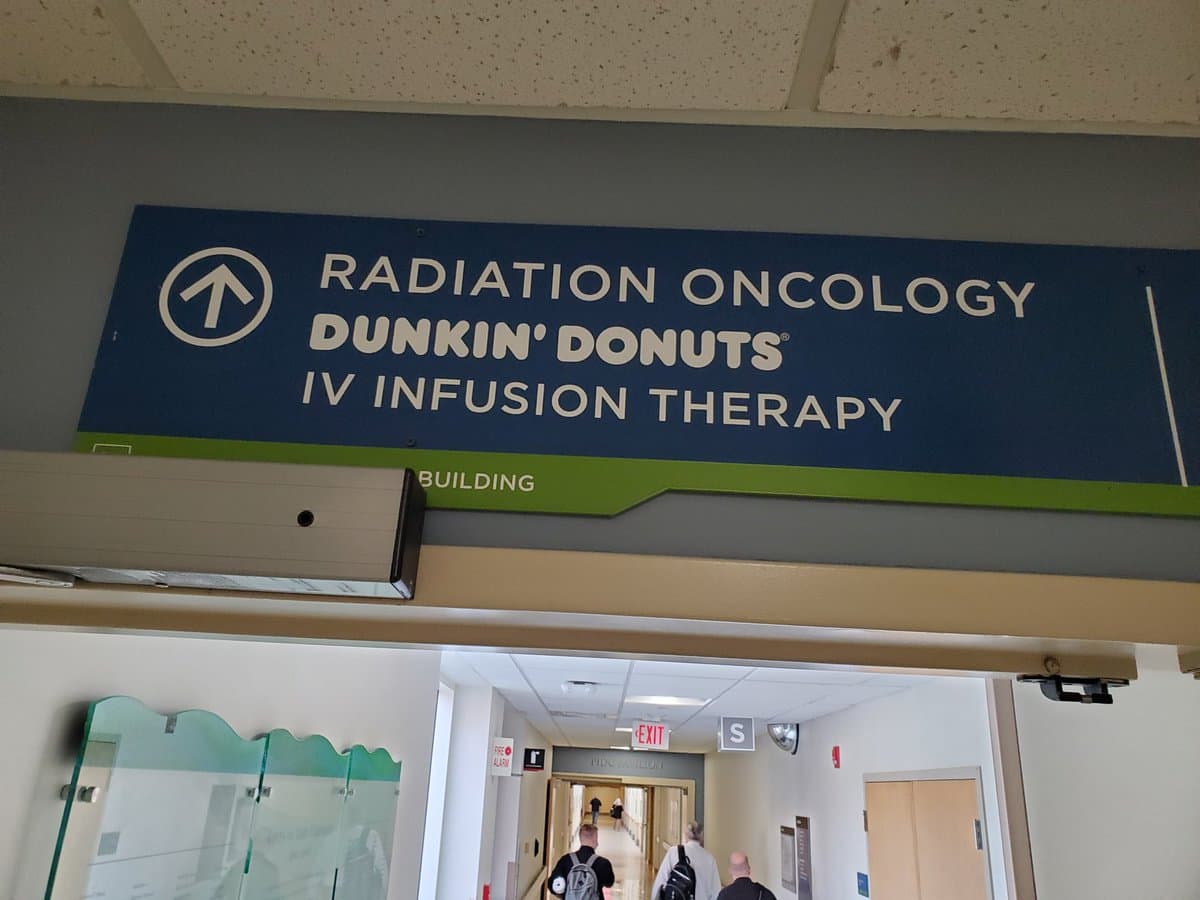 RADIATION ONCOLOGY
DUNKIN' DONUTS®
IV INFUSION THERAPY
BUILDING
EXIT
S
FIRE
ALARM